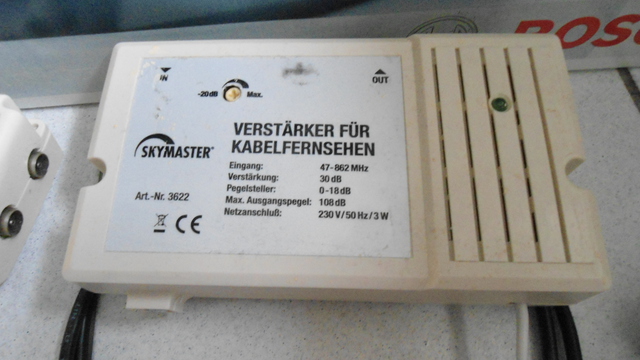 BOSC
IN
OUT
-20dB Max.
SKYMASTER®
VERSTÄRKER FÜR
KABELFERNSEHEN
Eingang: 47-862 MHz
Verstärkung: 30 dB
Pegelsteller: 0-18 dB
Max. Ausgangspegel: 108 dB
Netzanschluß: 230 V/50 Hz/3 W
Art.-Nr. 3622
CE